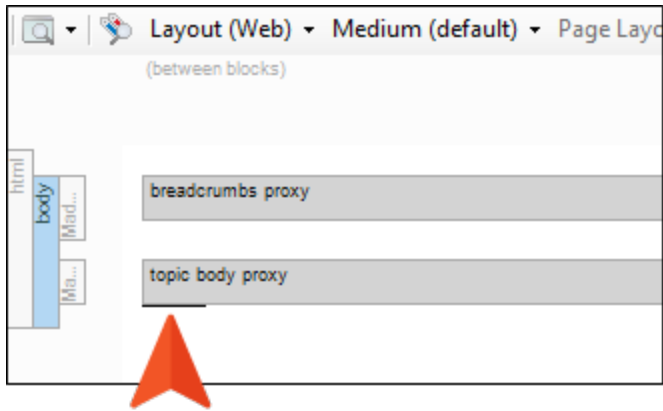 Layout (Web) Medium (default) Page Layo
(between blocks)
html
body
Mad...
breadcrumbs proxy
Ma...
topic body proxy